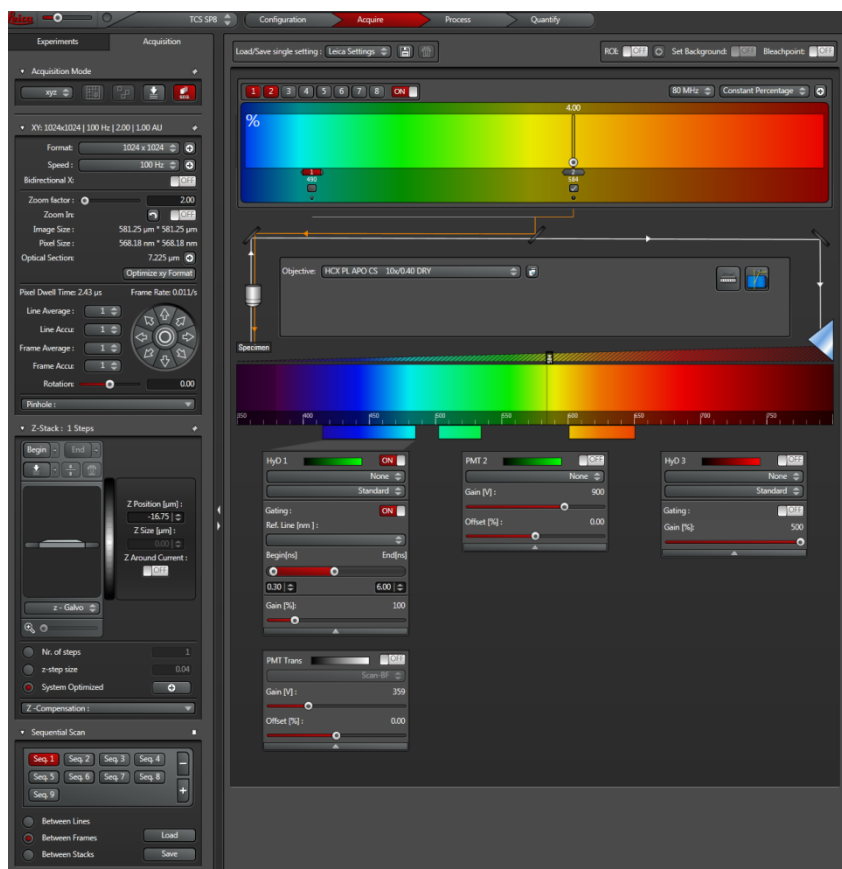 Leica
TCS SP8
Configuration
Acquire
Process
Quantify
Experiments
Acquisition
Acquisition Mode
xyz
XY: 1024x1024 | 100 Hz | 2.00 | 1.00 AU
Format: 1024 x 1024
Speed : 100 Hz
Bidirectional X: OFF
Zoom factor : 2.00
Zoom In: OFF
Image Size : 581.25 µm * 581.25 µm
Pixel Size : 568.18 nm * 568.18 nm
Optical Section: 7.225 µm
Optimize xy Format
Pixel Dwell Time: 2.43 µs Frame Rate: 0.011/s
Line Average : 1
Line Accu: 1
Frame Average : 1
Frame Accu: 1
Rotation: 0.00
Pinhole :
Z-Stack : 1 Steps
Begin - End -
Z Position [µm] :
-16.75
Z Size [µm] :
0.00
Z Around Current :
OFF
z - Galvo
Nr. of steps 1
z-step size 0.04
System Optimized
Z -Compensation :
Sequential Scan
Seq. 1 Seq. 2 Seq. 3 Seq. 4
Seq. 5 Seq. 6 Seq. 7 Seq. 8
Seq. 9
Between Lines
Between Frames Load
Between Stacks Save
Load/Save single setting : Leica Settings
ROI: OFF Set Background: OFF Bleachpoint: OFF
1 2 3 4 5 6 7 8 ON
80 MHz Constant Percentage
%
4.00
1 2
490 584
Objective: HCX PL APO CS 10x/0.40 DRY
Specimen
350 400 450 500 550 600 650 700 750
HyD 1 ON
None
Standard
Gating : ON
Ref. Line [nm ] :
Begin[ns] End[ns]
0.30 6.00
Gain [%]: 100
PMT 2 OFF
None
Gain [V] : 900
Offset [%] : 0.00
HyD 3 OFF
None
Standard
Gating : OFF
Gain [%]: 500
PMT Trans OFF
Scan-BF
Gain [V] : 359
Offset [%] : 0.00